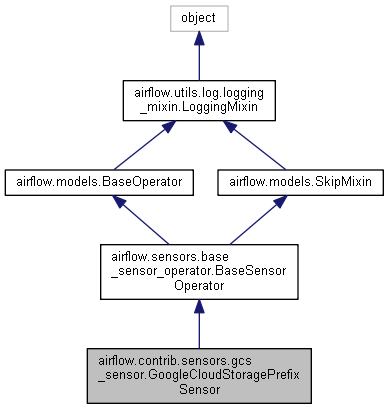 object
airflow.utils.log.logging
_mixin.LoggingMixin
airflow.models.BaseOperator
airflow.models.SkipMixin
airflow.sensors.base
_sensor_operator.BaseSensor
Operator
airflow.contrib.sensors.gcs
_sensor.GoogleCloudStoragePrefix
Sensor